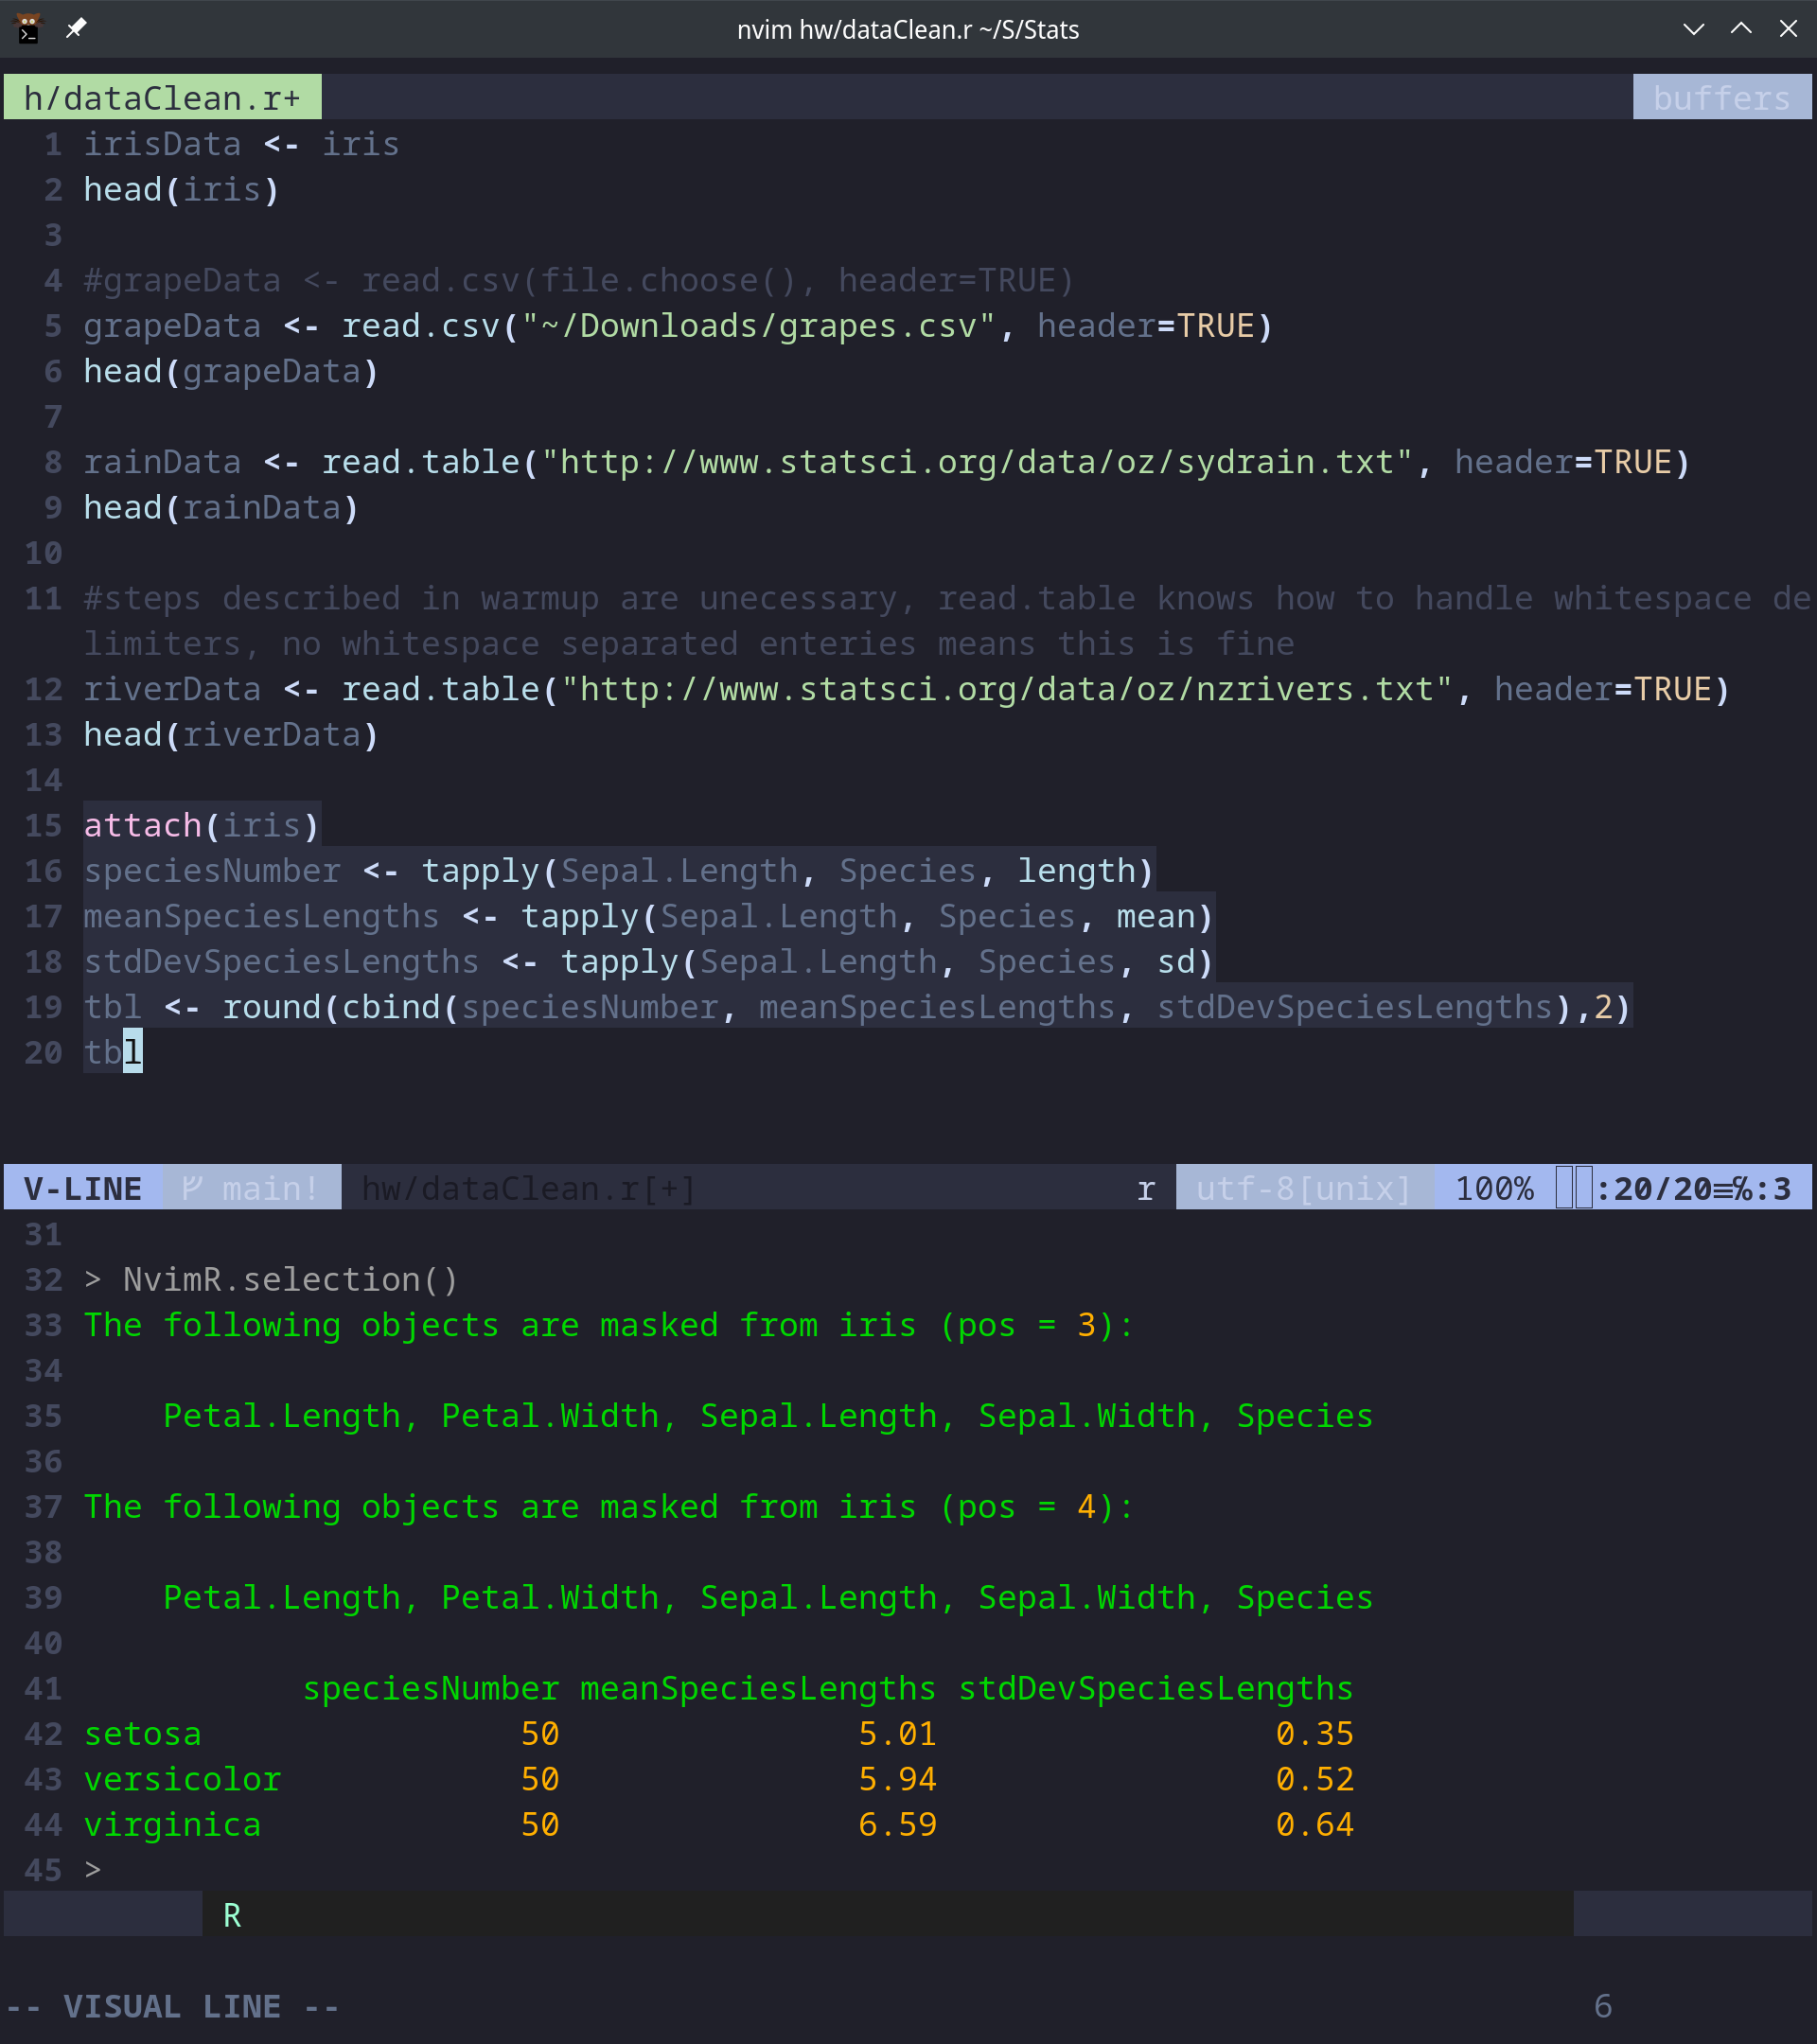 nvim hw/dataClean.r ~/S/Stats
h/dataClean.r+ buffers
1 irisData <- iris
2 head(iris)
3
4 #grapeData <- read.csv(file.choose(), header=TRUE)
5 grapeData <- read.csv("~/Downloads/grapes.csv", header=TRUE)
6 head(grapeData)
7
8 rainData <- read.table("http://www.statsci.org/data/oz/sydrain.txt", header=TRUE)
9 head(rainData)
10
11 #steps described in warmup are unecessary, read.table knows how to handle whitespace de
limiters, no whitespace separated enteries means this is fine
12 riverData <- read.table("http://www.statsci.org/data/oz/nzrivers.txt", header=TRUE)
13 head(riverData)
14
15 attach(iris)
16 speciesNumber <- tapply(Sepal.Length, Species, length)
17 meanSpeciesLengths <- tapply(Sepal.Length, Species, mean)
18 stdDevSpeciesLengths <- tapply(Sepal.Length, Species, sd)
19 tbl <- round(cbind(speciesNumber, meanSpeciesLengths, stdDevSpeciesLengths),2)
20 tbl
V-LINE main! hw/dataClean.r[+] r utf-8[unix] 100% :20/20≡℅:3
31
32 > NvimR.selection()
33 The following objects are masked from iris (pos = 3):
34
35 Petal.Length, Petal.Width, Sepal.Length, Sepal.Width, Species
36
37 The following objects are masked from iris (pos = 4):
38
39 Petal.Length, Petal.Width, Sepal.Length, Sepal.Width, Species
40
41 speciesNumber meanSpeciesLengths stdDevSpeciesLengths
42 setosa 50 5.01 0.35
43 versicolor 50 5.94 0.52
44 virginica 50 6.59 0.64
45 >
R
-- VISUAL LINE -- 6